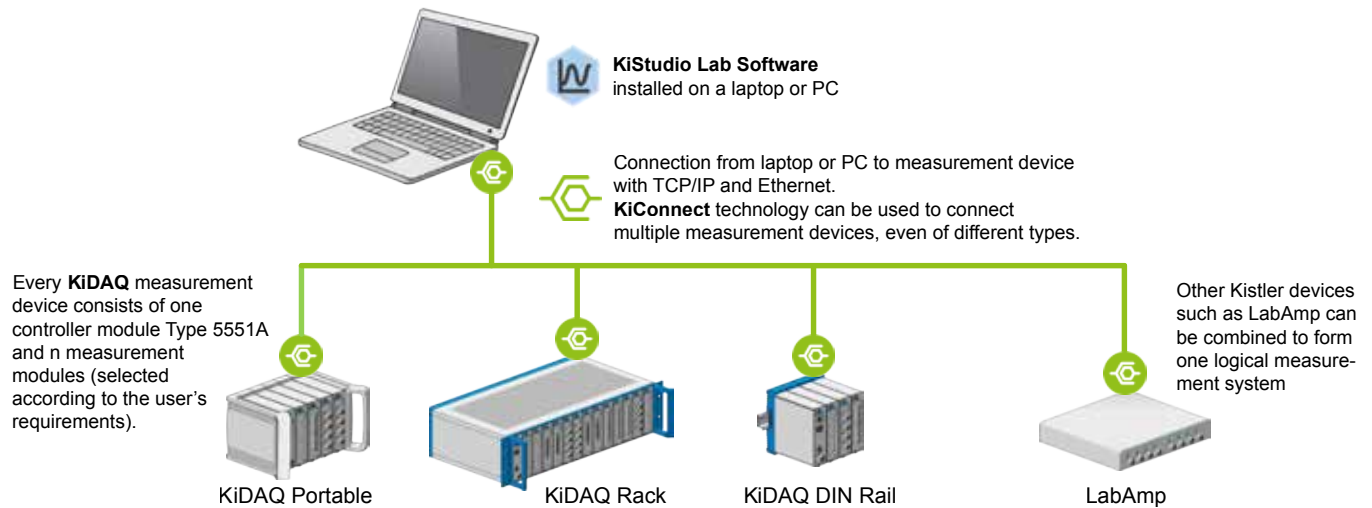 KiStudio Lab Software
installed on a laptop or PC
Connection from laptop or PC to measurement device
with TCP/IP and Ethernet.
KiConnect technology can be used to connect
multiple measurement devices, even of different types.
Every KiDAQ measurement
device consists of one
controller module Type 5551A
and n measurement
modules (selected
according to the user's
requirements).
Other Kistler devices
such as LabAmp can
be combined to form
one logical measure-
ment system
KiDAQ Portable
KiDAQ Rack
KiDAQ DIN Rail
LabAmp